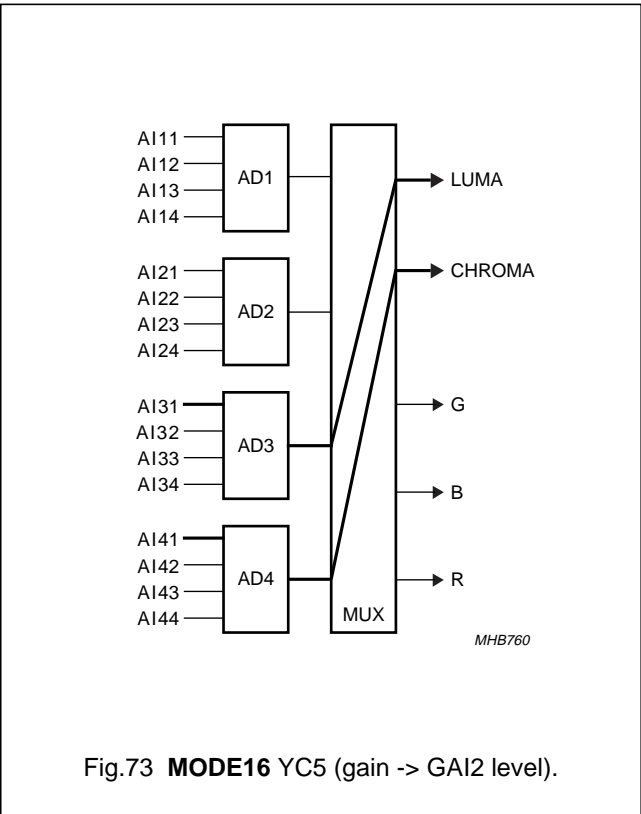 AI11
AI12
AI13
AI14
AD1
AI21
AI22
AI23
AI24
AD2
AI31
AI32
AI33
AI34
AD3
AI41
AI42
AI43
AI44
AD4
MUX
LUMA
CHROMA
G
B
R
MHB760
Fig.73 MODE16 YC5 (gain -> GAI2 level).